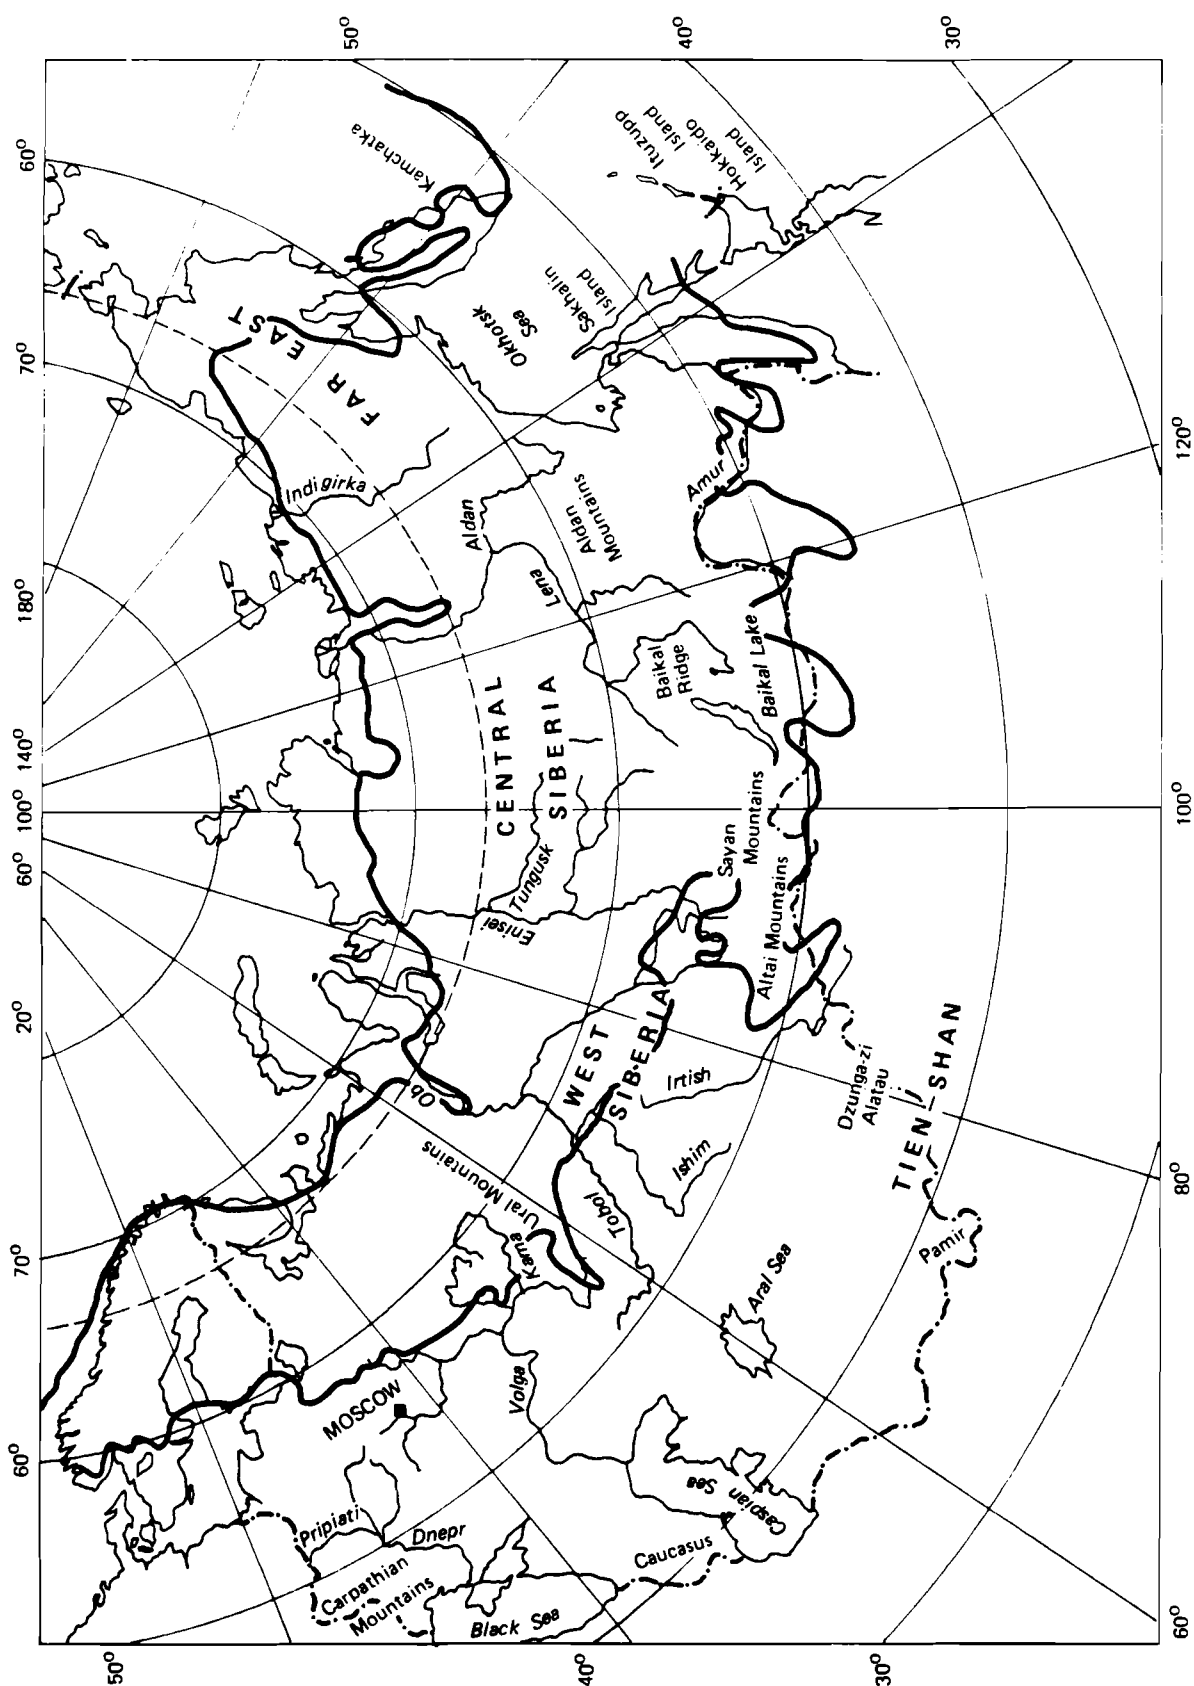 50°
60°
70°
20°
60°
100°
140°
180°
70°
60°
50°
40°
30°
Kamchatka
FAR EAST
Indigirka
Okhotsk
Sea
Sakhalin
Island
Ituzupp
Island
Hokkaido
Island
Aldan
Aldan
Mountains
Lena
Amur
CENTRAL
SIBERIA
Baikal
Ridge
Baikal Lake
Tungusk
Enisei
Sayan
Mountains
Altai Mountains
Ob
WEST
SIBERIA
Irtish
Ishim
Tobol
Ural Mountains
Kama
MOSCOW
Volga
Pripiati
Dnepr
Carpathian
Mountains
Black Sea
Caucasus
Caspian
Sea
Aral Sea
Dzunga-zi
Alatau
TIEN-SHAN
Pamir
40°
30°
60°
80°
100°
120°